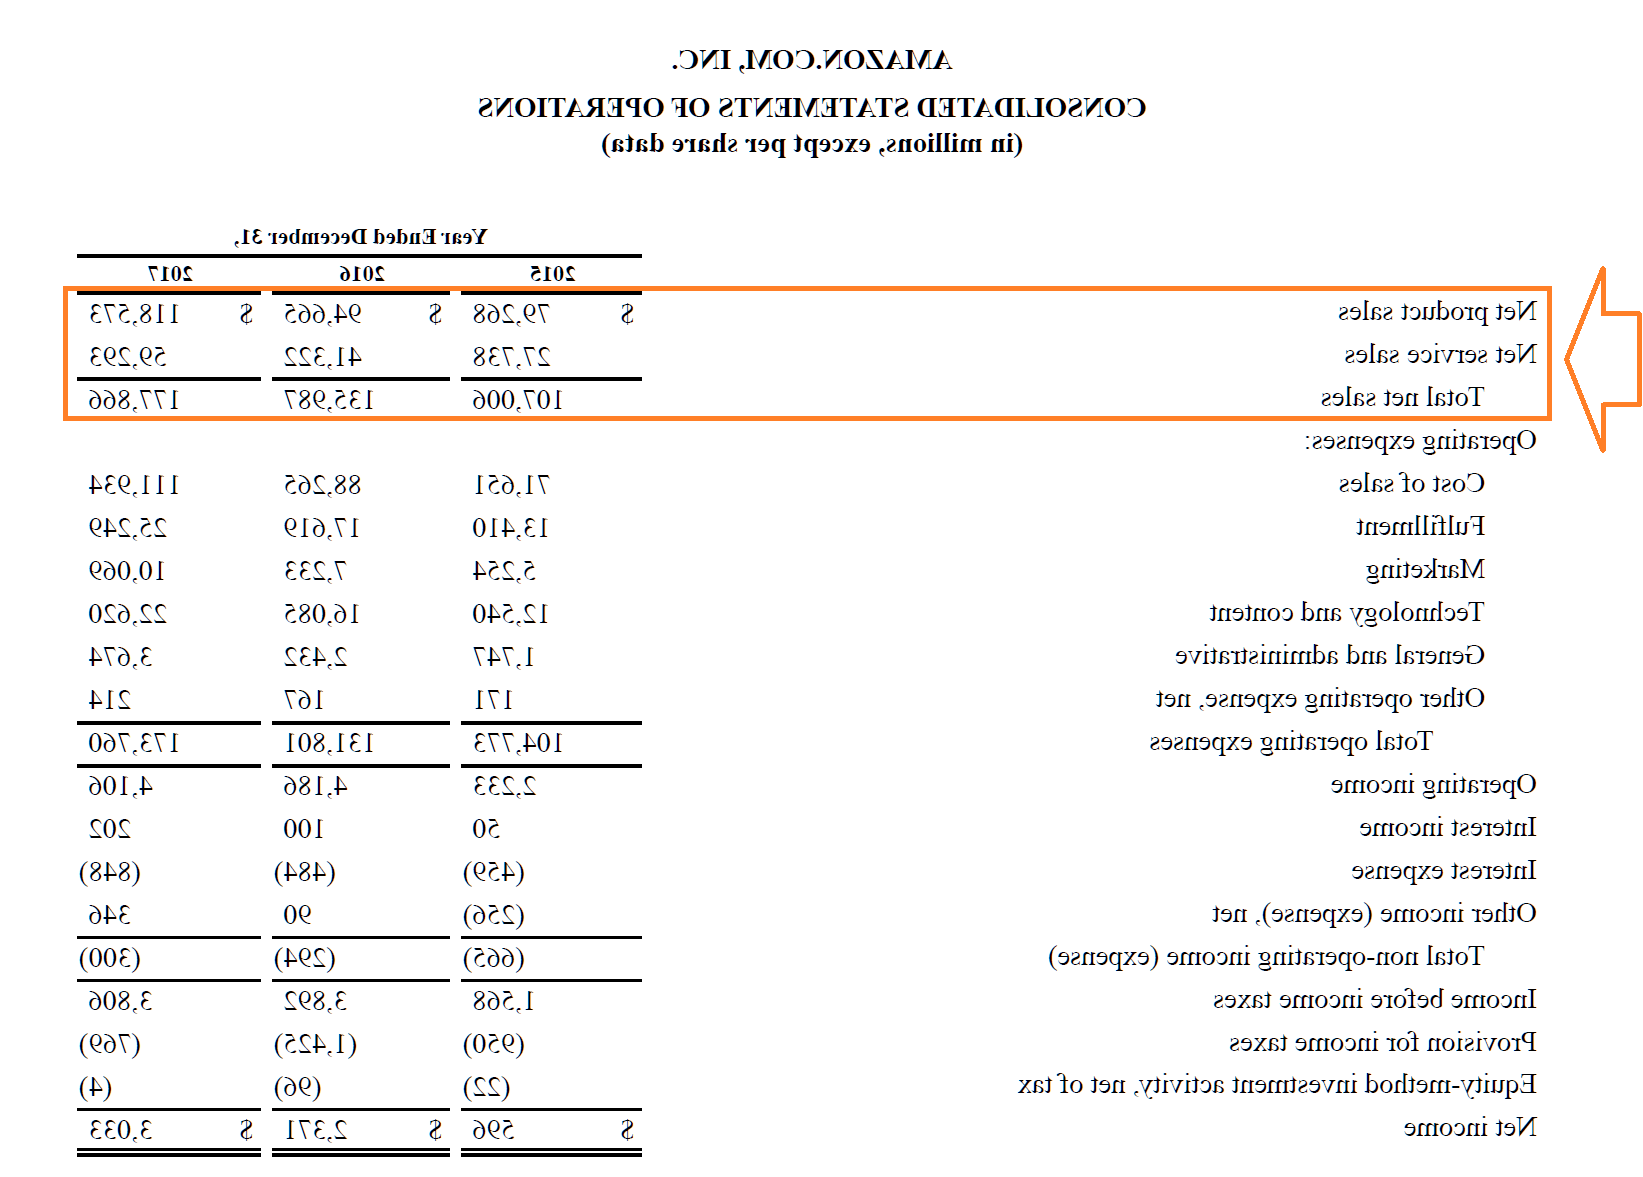 AMAZON.COM, INC.
CONSOLIDATED STATEMENTS OF OPERATIONS
(in millions, except per share data)
Year Ended December 31,
2015 2016 2017
Net product sales $ 79,268 $ 94,665 $ 118,573
Net service sales 27,738 41,322 59,293
Total net sales 107,006 135,987 177,866
Operating expenses:
Cost of sales 71,651 88,265 111,934
Fulfillment 13,410 17,619 25,249
Marketing 5,254 7,233 10,069
Technology and content 12,540 16,085 22,620
General and administrative 1,747 2,432 3,674
Other operating expense, net 171 167 214
Total operating expenses 104,773 131,801 173,760
Operating income 2,233 4,186 4,106
Interest income 50 100 202
Interest expense (459) (484) (848)
Other income (expense), net (256) 90 346
Total non-operating income (expense) (665) (294) (300)
Income before income taxes 1,568 3,892 3,806
Provision for income taxes (950) (1,425) (769)
Equity-method investment activity, net of tax (22) (96) (4)
Net income $ 596 $ 2,371 $ 3,033